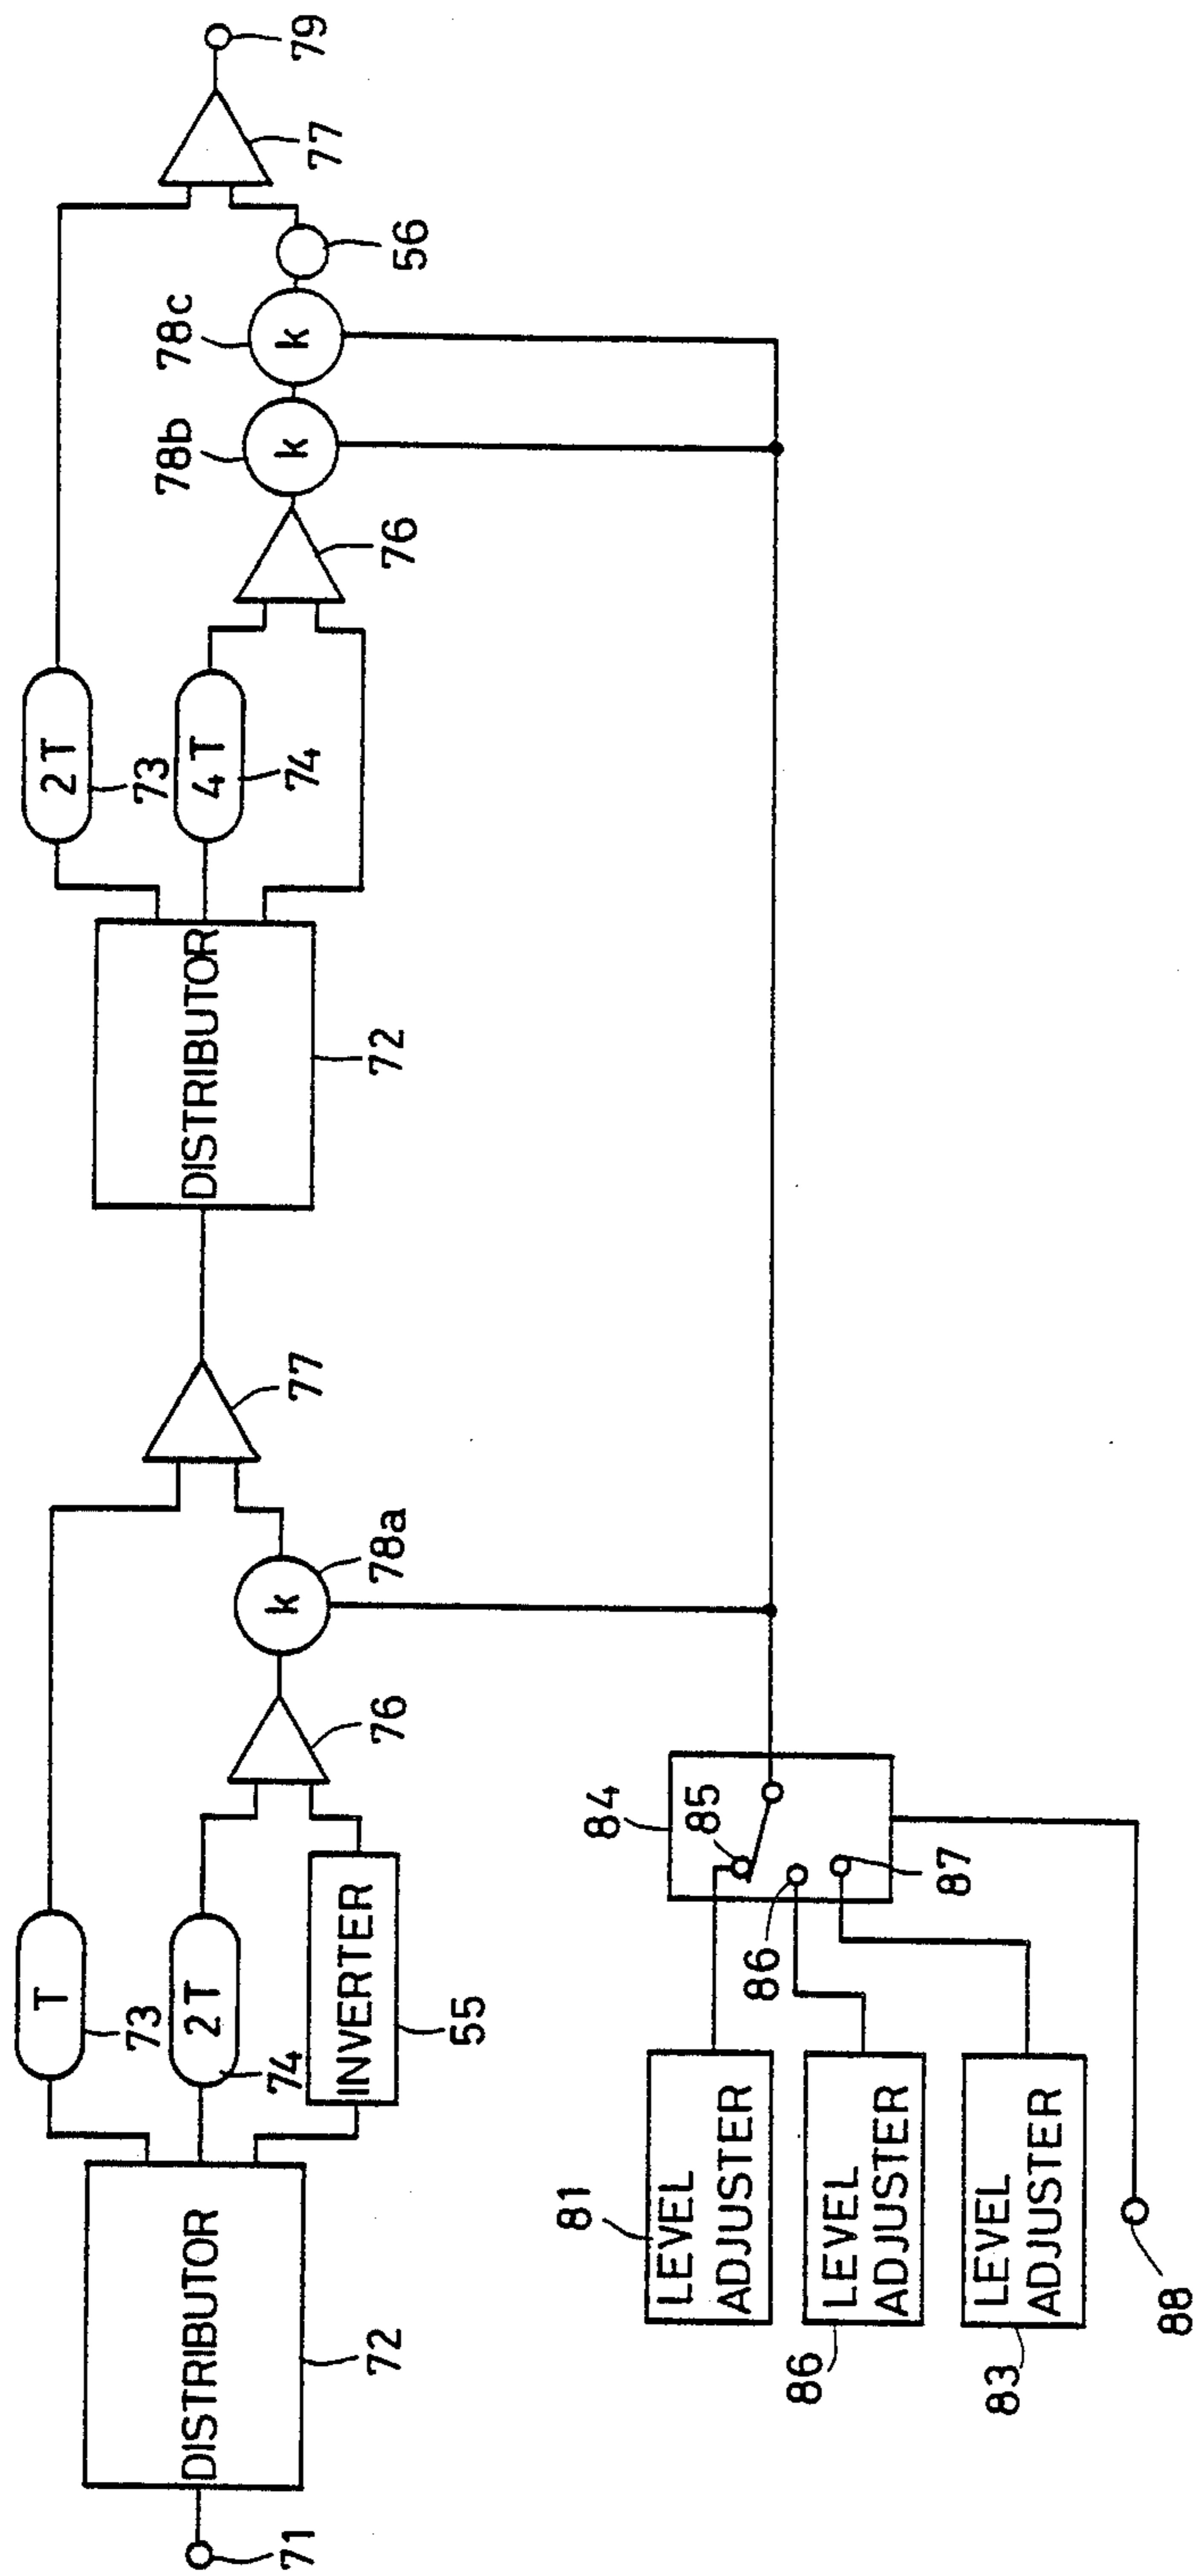 71
DISTRIBUTOR
72
T
73
2T
74
INVERTER
55
76
k
78a
77
DISTRIBUTOR
72
2T
73
4T
74
76
k
78b
k
78c
56
77
79
81
LEVEL
ADJUSTER
86
LEVEL
ADJUSTER
83
LEVEL
ADJUSTER
84
85
86
87
88